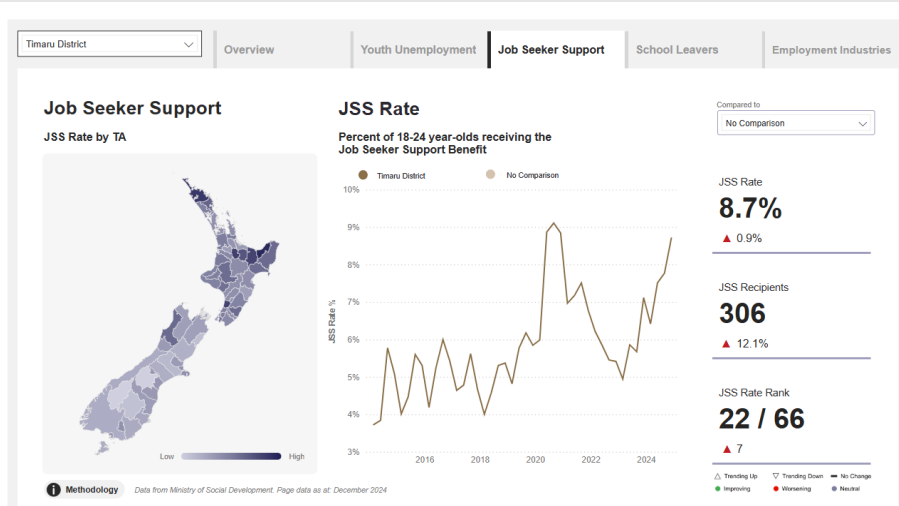 Timaru District
Overview
Youth Unemployment
Job Seeker Support
School Leavers
Employment Industries
Job Seeker Support
JSS Rate by TA
Low
High
JSS Rate
Percent of 18-24 year-olds receiving the
Job Seeker Support Benefit
Timaru District
No Comparison
10%
9%
8%
7%
6%
5%
4%
3%
JSS Rate %
2016
2018
2020
2022
2024
Compared to
No Comparison
JSS Rate
8.7%
▲ 0.9%
JSS Recipients
306
▲ 12.1%
JSS Rate Rank
22 / 66
▲ 7
△ Trending Up ▽ Trending Down No Change
Improving Worsening Neutral
i Methodology
Data from Ministry of Social Development. Page data as at: December 2024